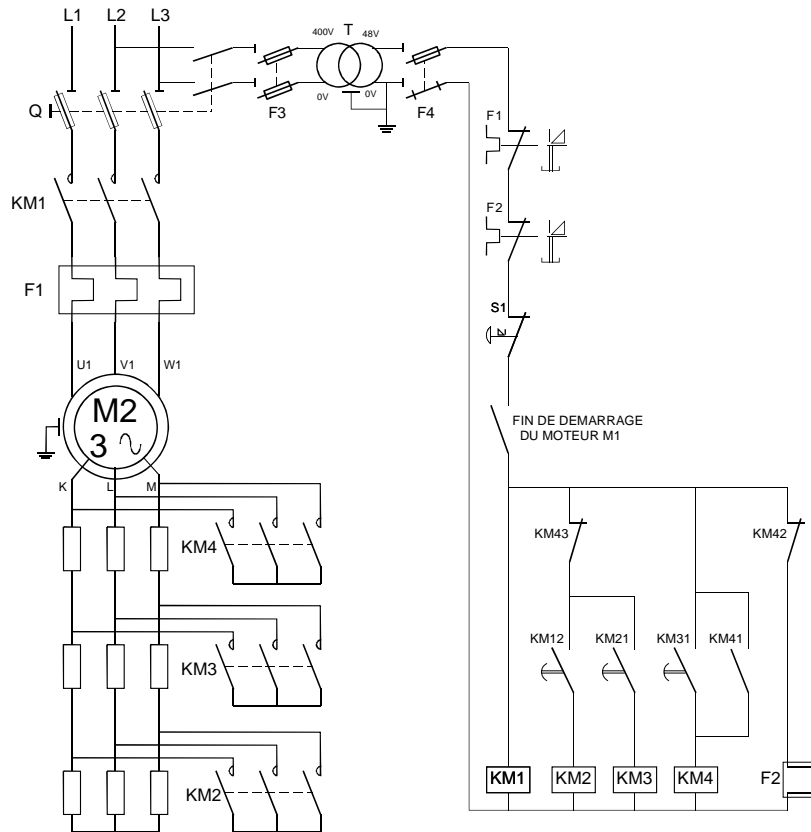 L1 L2 L3
400V T 48V
0V 0V
Q
F3
F4
F1
KM1
F2
F1
S1
U1 V1 W1
M2
3
FIN DE DEMARRAGE
DU MOTEUR M1
K L M
KM4
KM43
KM42
KM3
KM12
KM21
KM31
KM41
KM2
KM1
KM2
KM3
KM4
F2